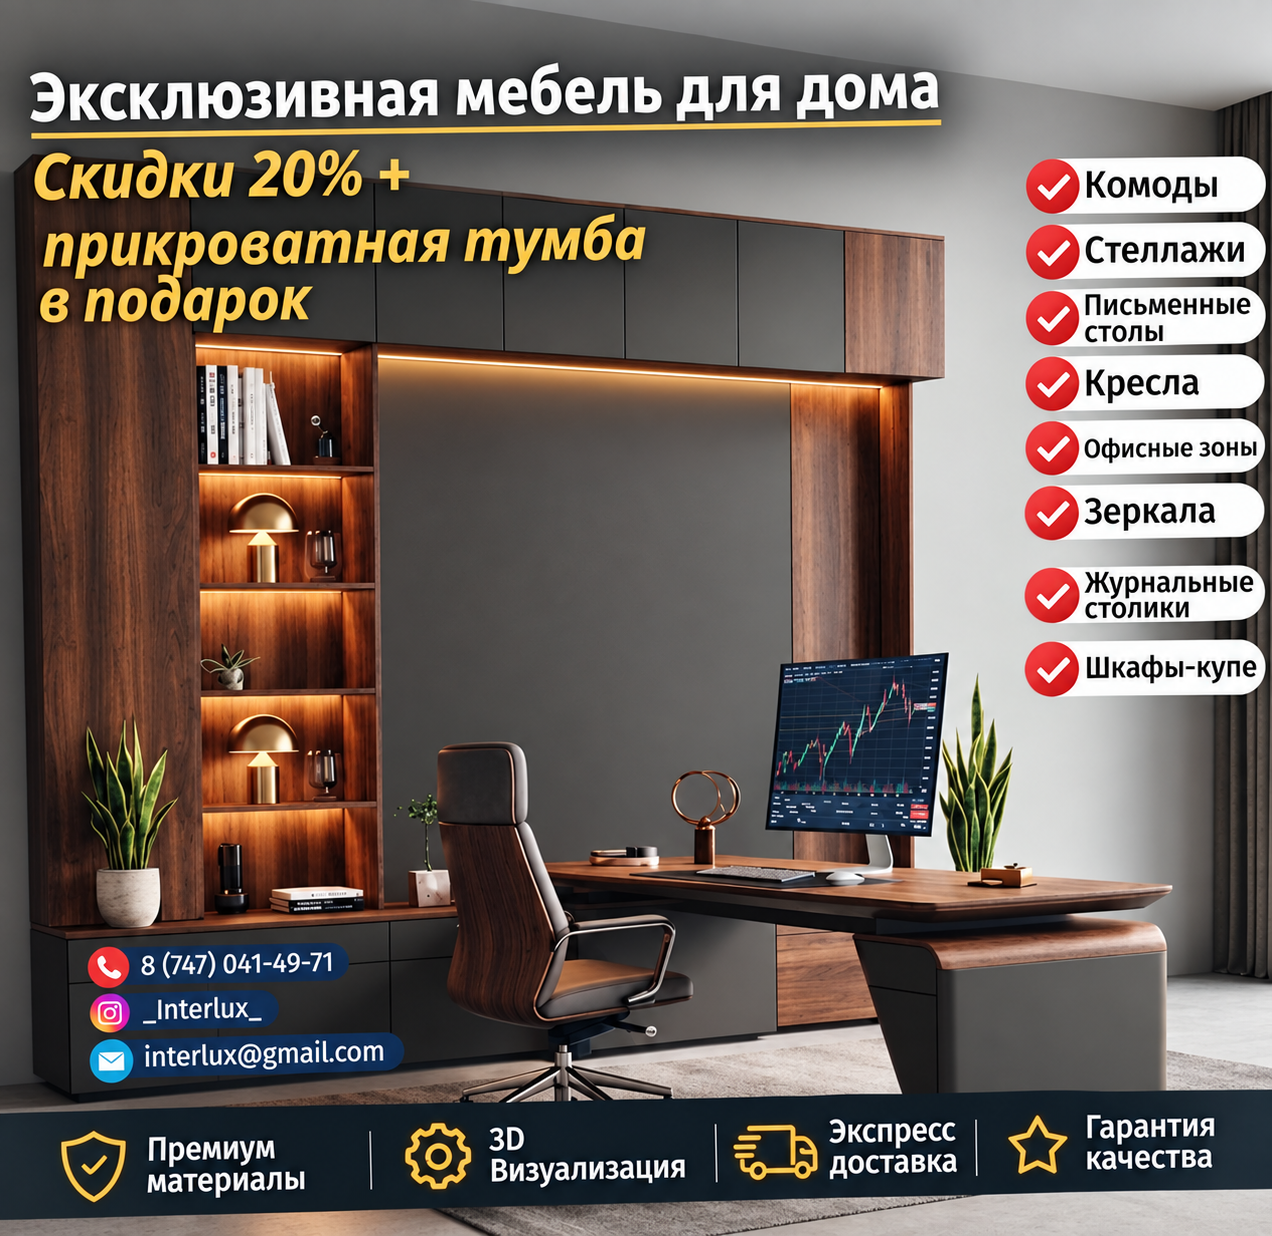 Эксклюзивная мебель для дома
Скидки 20% +
прикроватная тумба
в подарок
Комоды
Стеллажи
Письменные
столы
Кресла
Офисные зоны
Зеркала
Журнальные
столики
Шкафы-купе
8 (747) 041-49-71
_Interlux_
interlux@gmail.com
Премиум
материалы
3D
Визуализация
Экспресс
доставка
Гарантия
качества